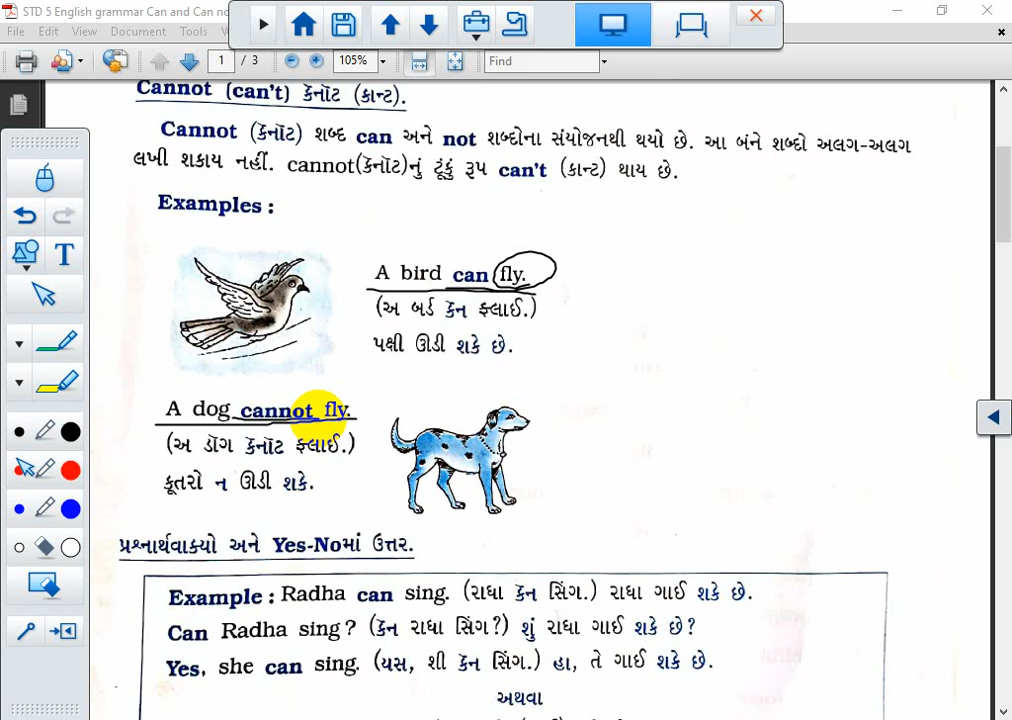 STD 5 English grammar Can and Can no
File Edit View Document Tools
1 / 3 105% Find
Cannot (can't) કૅનૉટ (કાન્ટ).
Cannot (કૅનૉટ) શબ્દ can અને not શબ્દોના સંયોજનથી થયો છે. આ બંને શબ્દો અલગ-અલગ
લખી શકાય નહીં. cannot(કૅનૉટ)નું ટૂંકું રૂપ can't (કાન્ટ) થાય છે.
Examples :
A bird can fly.
(અ બર્ડ કૅન ફ્લાઈ.)
પક્ષી ઊડી શકે છે.
A dog cannot fly.
(અ ડૉગ કૅનૉટ ફ્લાઈ.)
કૂતરો ન ઊડી શકે.
પ્રશ્નાર્થવાક્યો અને Yes-Noમાં ઉત્તર.
Example : Radha can sing. (રાધા કૅન સિંગ.) રાધા ગાઈ શકે છે.
Can Radha sing? (કૅન રાધા સિંગ?) શું રાધા ગાઈ શકે છે?
Yes, she can sing. (યસ, શી કૅન સિંગ.) હા, તે ગાઈ શકે છે.
અથવા